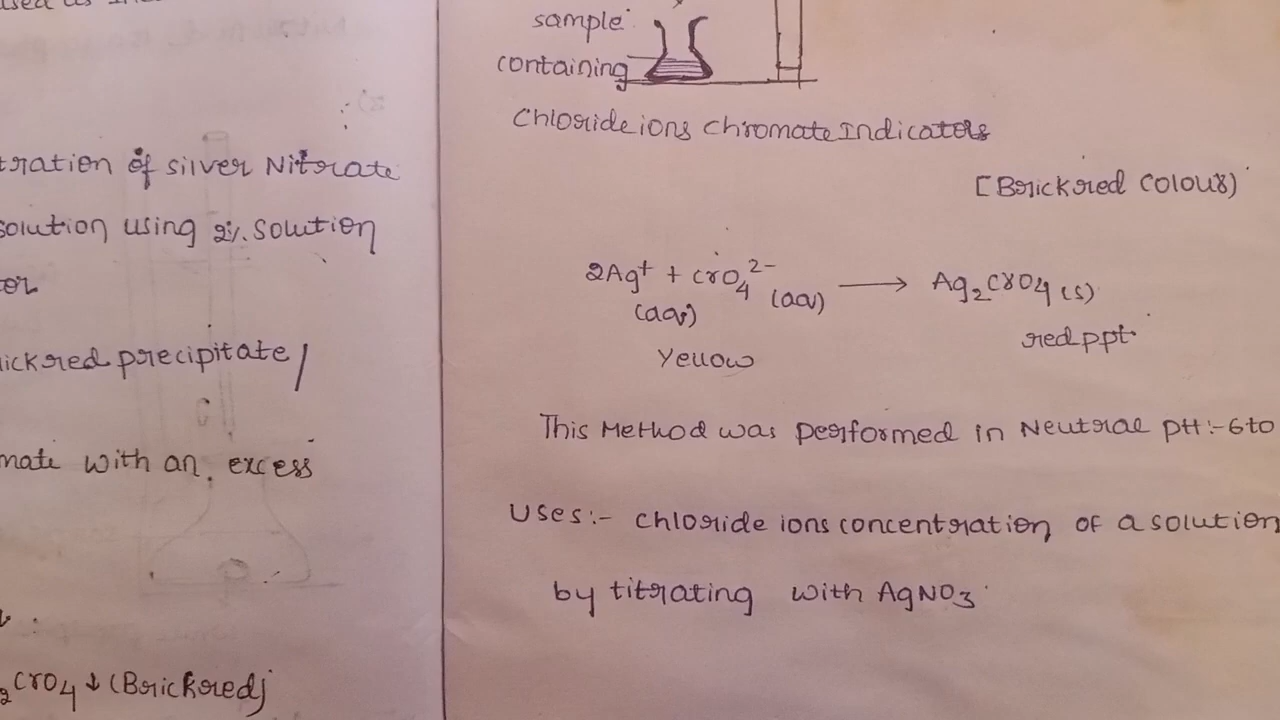 tration of silver Nitrate
solution using 2% solution
or
ickred precipitate/
mate with an excess
2CrO4 ↓ (Brickred)
sample
containing
Chloride ions Chromate Indicators
[Brickred Colour)
2Ag+ + CrO4 2- (aq) → Ag2CrO4 (s)
(aq) red ppt
Yellow
This Method was performed in Neutral pH:-6to
Uses:- Chloride ions concentration of a solution
by titrating with AgNO3